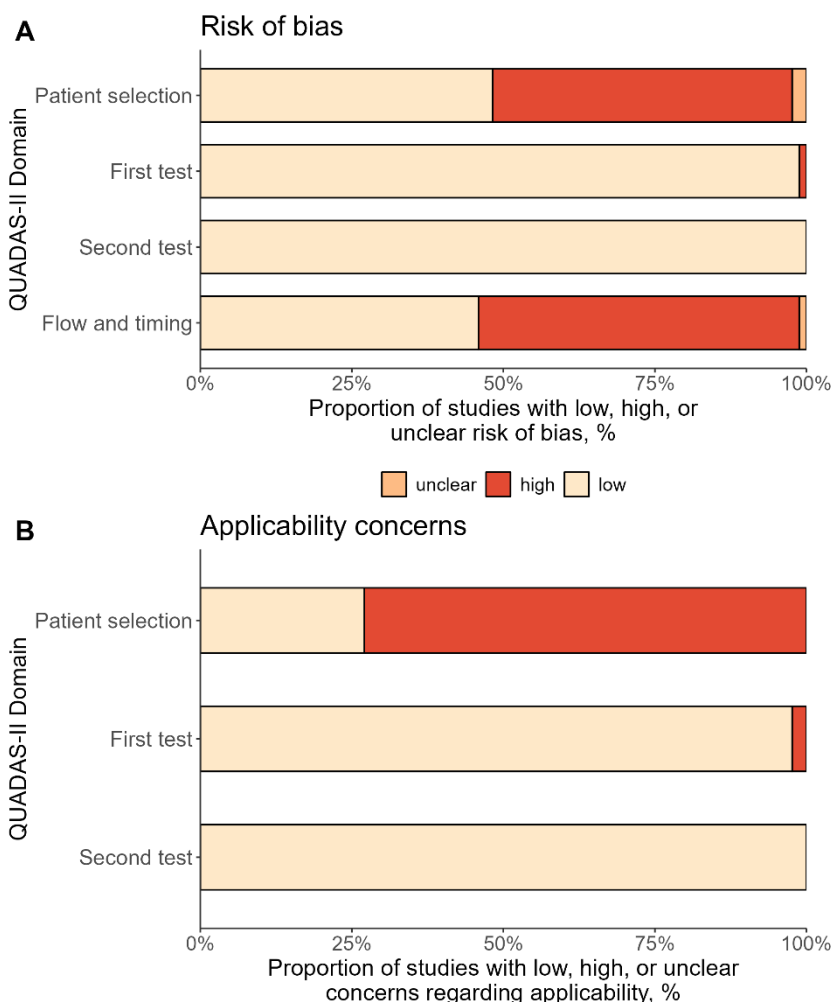 A
Risk of bias
QUADAS-II Domain
Patient selection
First test
Second test
Flow and timing
0%
25%
50%
75%
100%
Proportion of studies with low, high, or
unclear risk of bias, %
unclear
high
low
B
Applicability concerns
QUADAS-II Domain
Patient selection
First test
Second test
0%
25%
50%
75%
100%
Proportion of studies with low, high, or unclear
concerns regarding applicability, %